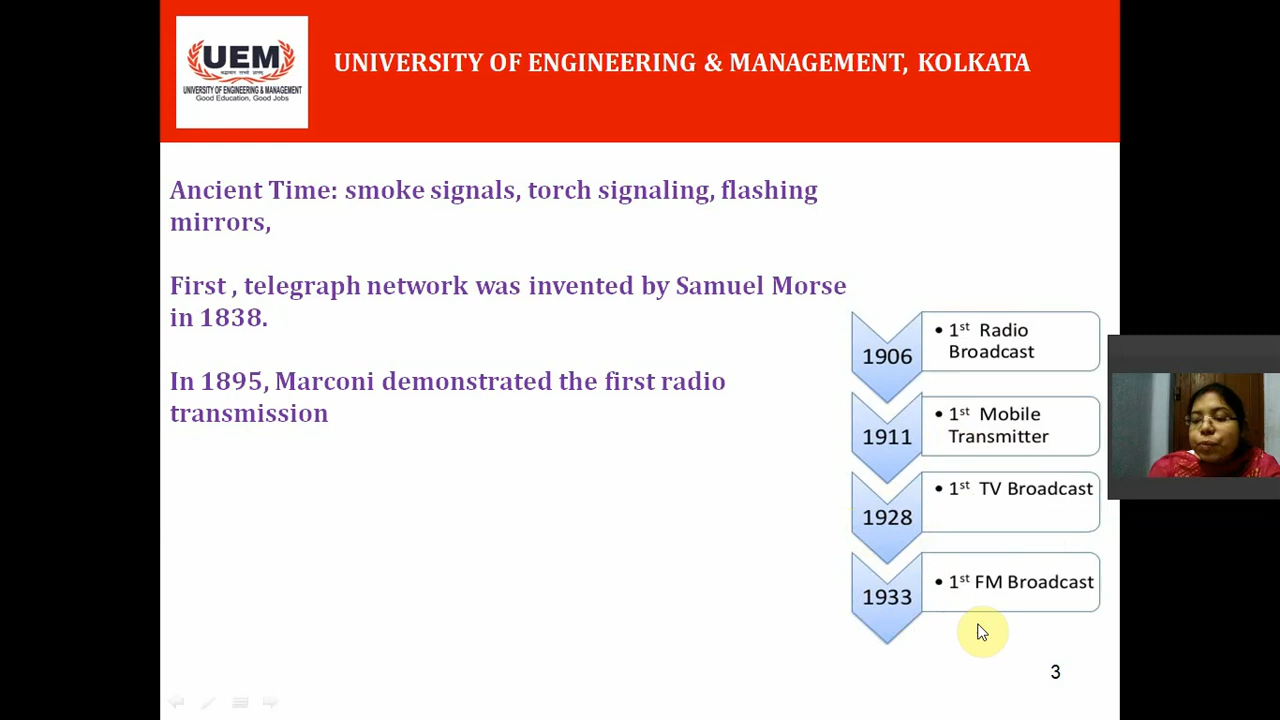 UEM
UNIVERSITY OF ENGINEERING & MANAGEMENT
Good Education, Good Jobs
UNIVERSITY OF ENGINEERING & MANAGEMENT, KOLKATA
Ancient Time: smoke signals, torch signaling, flashing
mirrors,
First , telegraph network was invented by Samuel Morse
in 1838.
In 1895, Marconi demonstrated the first radio
transmission
1906
• 1st Radio
Broadcast
1911
• 1st Mobile
Transmitter
1928
• 1st TV Broadcast
1933
• 1st FM Broadcast
3